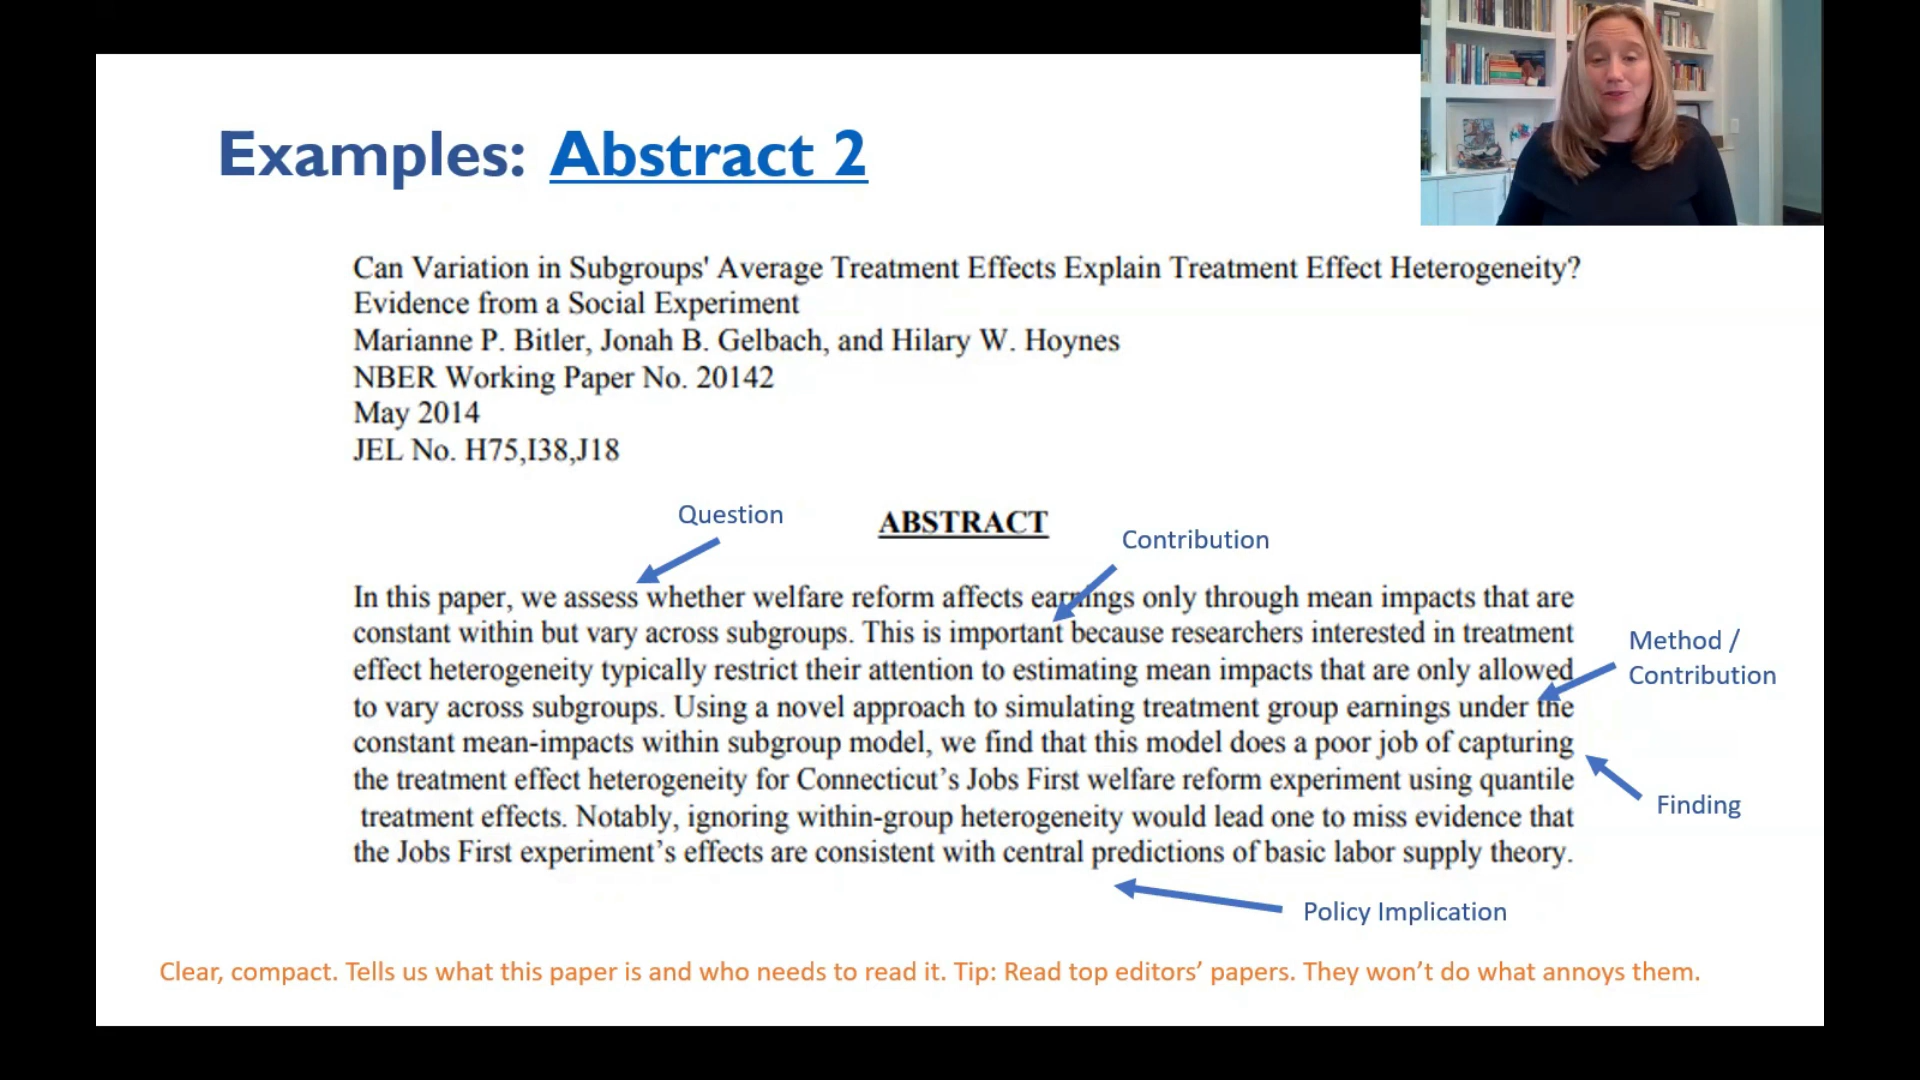 Examples: Abstract 2
Can Variation in Subgroups' Average Treatment Effects Explain Treatment Effect Heterogeneity?
Evidence from a Social Experiment
Marianne P. Bitler, Jonah B. Gelbach, and Hilary W. Hoynes
NBER Working Paper No. 20142
May 2014
JEL No. H75,I38,J18
Question
ABSTRACT
Contribution
In this paper, we assess whether welfare reform affects earnings only through mean impacts that are
constant within but vary across subgroups. This is important because researchers interested in treatment
effect heterogeneity typically restrict their attention to estimating mean impacts that are only allowed
to vary across subgroups. Using a novel approach to simulating treatment group earnings under the
constant mean-impacts within subgroup model, we find that this model does a poor job of capturing
the treatment effect heterogeneity for Connecticut’s Jobs First welfare reform experiment using quantile
treatment effects. Notably, ignoring within-group heterogeneity would lead one to miss evidence that
the Jobs First experiment’s effects are consistent with central predictions of basic labor supply theory.
Method /
Contribution
Finding
Policy Implication
Clear, compact. Tells us what this paper is and who needs to read it. Tip: Read top editors’ papers. They won’t do what annoys them.